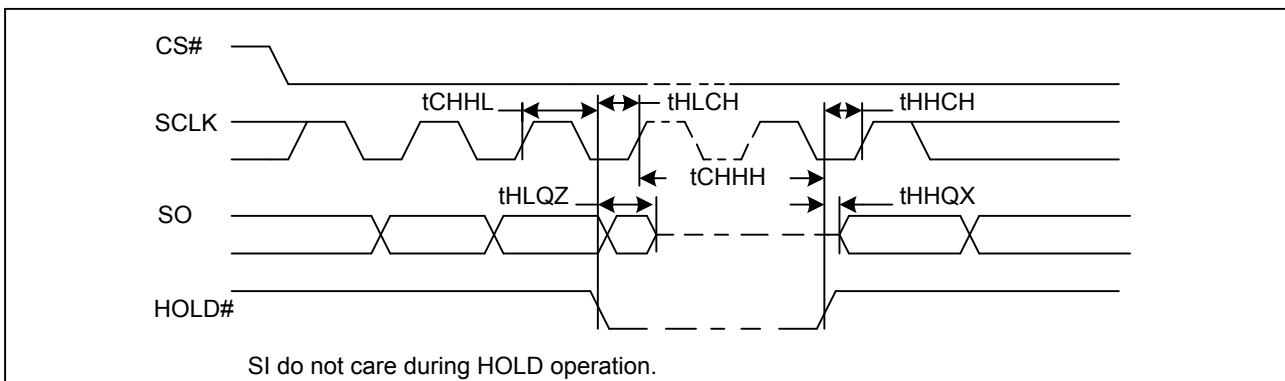 CS#
tCHHL
tHLCH
tHHCH
SCLK
tCHHH
tHLQZ
tHHQX
SO
HOLD#
SI do not care during HOLD operation.